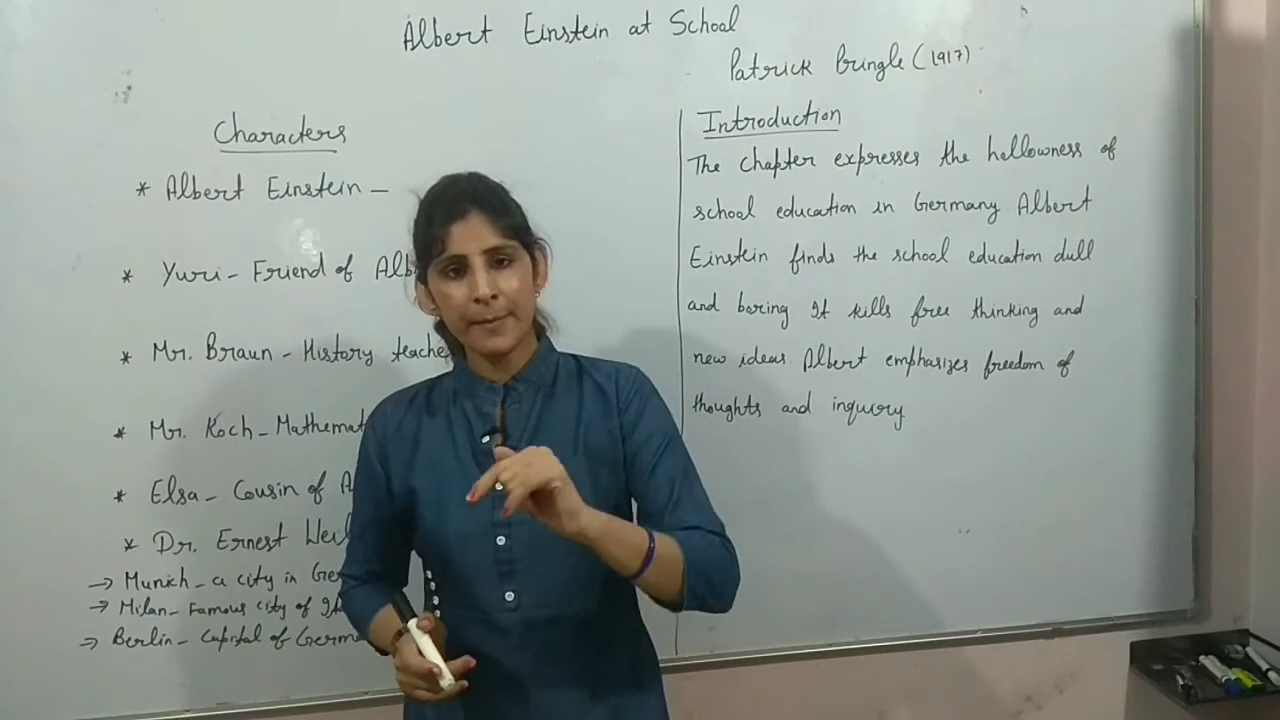 Albert Einstein at School
Patrick Pringle (1917)
Characters
* Albert Einstein -
* Yuri - Friend of Alb
* Mr. Braun - History teache
* Mr. Koch - Mathemat
* Elsa - Cousin of A
* Dr. Ernest Weil
→ Munich - a city in Ge
→ Milan - Famous city of It
→ Berlin - Capital of Germa
Introduction
The chapter expresses the hollowness of
school education in Germany Albert
Einstein finds the school education dull
and boring It kills free thinking and
new ideas Albert emphasizes freedom of
thoughts and inquiry